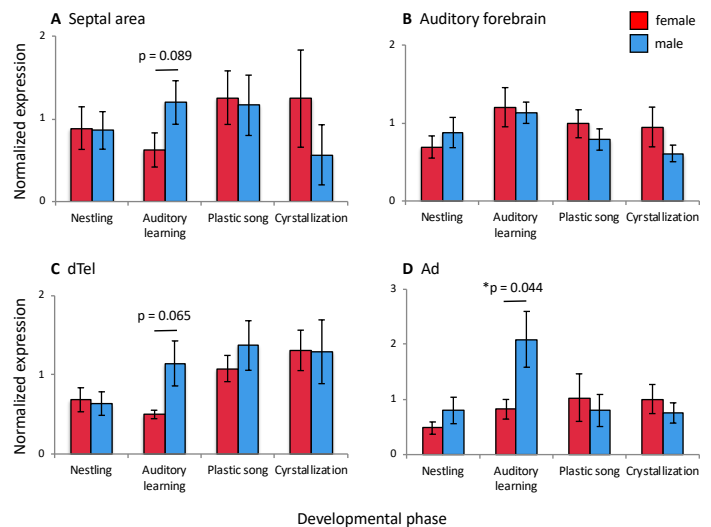 A Septal area
B Auditory forebrain
female
male
Normalized expression
2
1
0
p = 0.089
Nestling
Auditory learning
Plastic song
Cyrstallization
2
1
0
Nestling
Auditory learning
Plastic song
Cyrstallization
C dTel
D Ad
Normalized expression
2
1
0
p = 0.065
Nestling
Auditory learning
Plastic song
Cyrstallization
3
2
1
0
*p = 0.044
Nestling
Auditory learning
Plastic song
Cyrstallization
Developmental phase